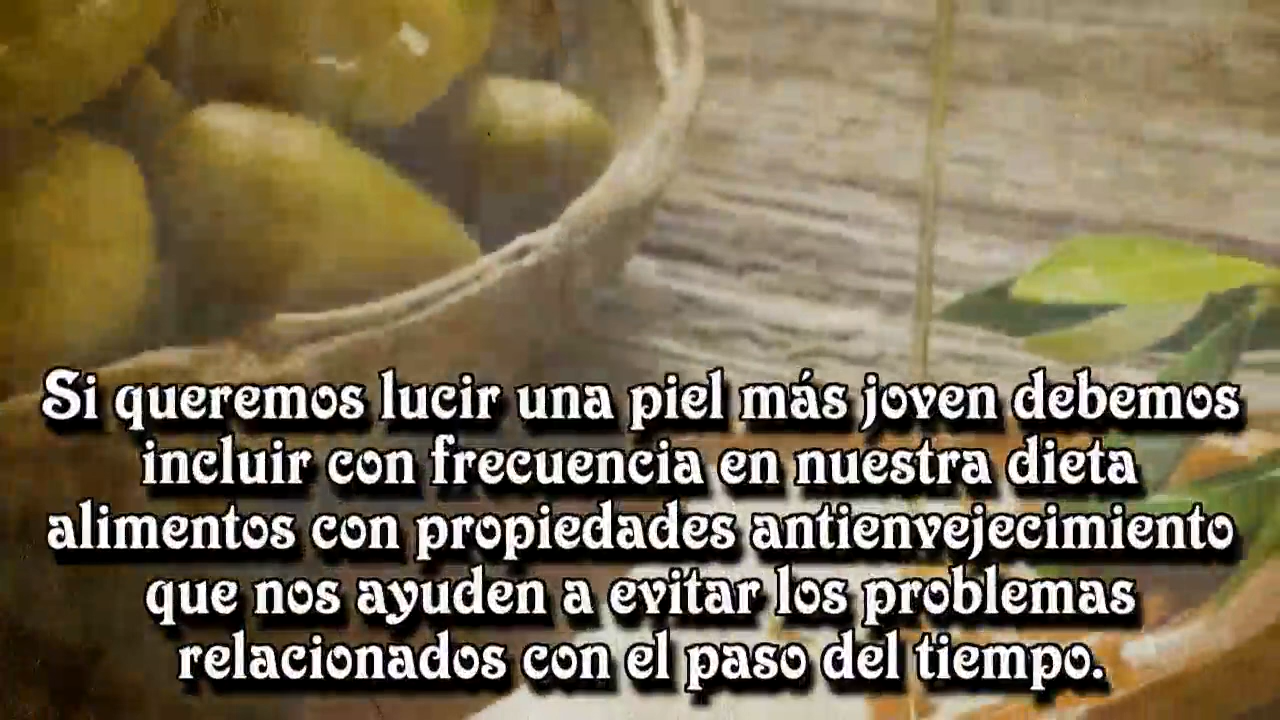 Si queremos lucir una piel más joven debemos
incluir con frecuencia en nuestra dieta
alimentos con propiedades antienvejecimiento
que nos ayuden a evitar los problemas
relacionados con el paso del tiempo.